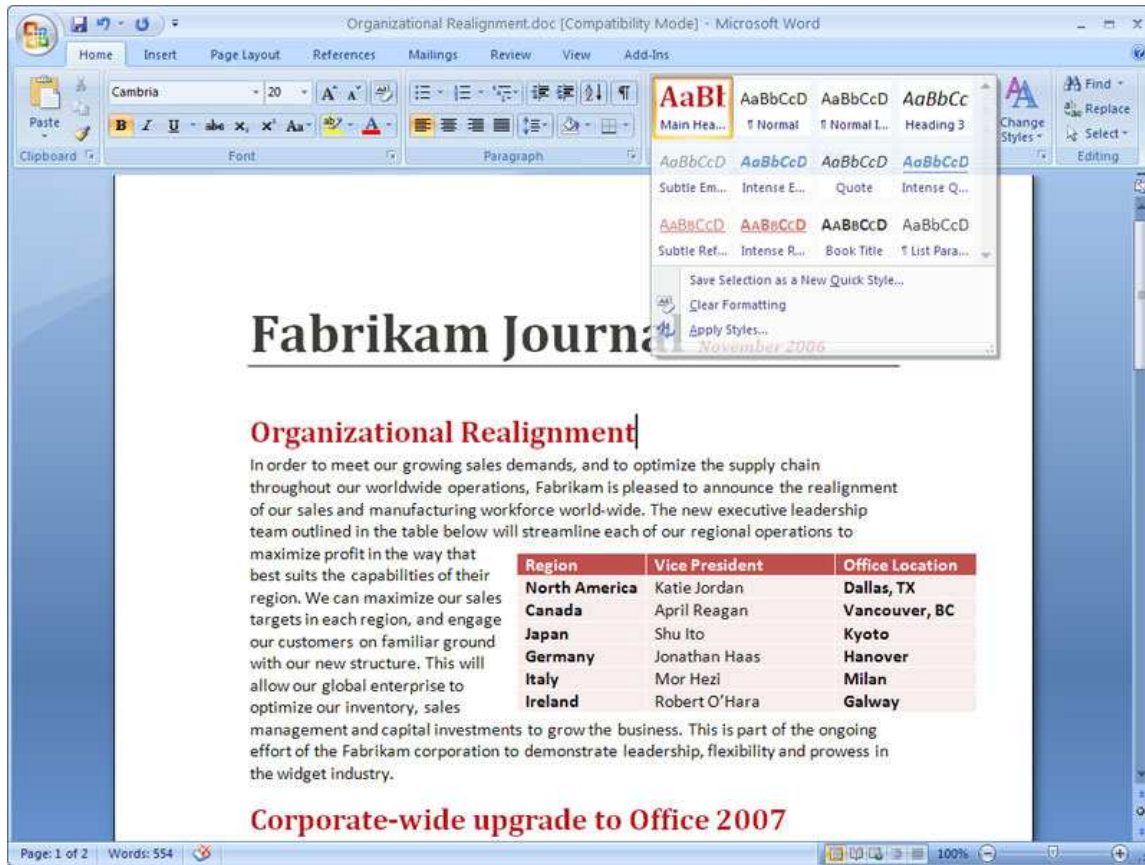 Organizational Realignment.doc [Compatibility Mode] - Microsoft Word
Home Insert Page Layout References Mailings Review View Add-Ins
Paste
Clipboard
Cambria 20
B I U abc x₂ x² Aa
Font
Paragraph
AaBb AaBbCcD AaBbCcD AaBbCc
Main Hea... ¶ Normal ¶ Normal I... Heading 3
AaBbCcD AaBbCcD AaBbCcD AaBbCcD
Subtle Em... Intense E... Quote Intense Q...
AaBbCcD AaBbCcD AaBbCcD AaBbCcD
Subtle Ref... Intense R... Book Title ¶ List Para...
Save Selection as a New Quick Style...
Clear Formatting
Apply Styles...
Change
Styles
Find
Replace
Select
Editing
Fabrikam Journal November 2006
Organizational Realignment
In order to meet our growing sales demands, and to optimize the supply chain
throughout our worldwide operations, Fabrikam is pleased to announce the realignment
of our sales and manufacturing workforce world-wide. The new executive leadership
team outlined in the table below will streamline each of our regional operations to
maximize profit in the way that
best suits the capabilities of their
region. We can maximize our sales
targets in each region, and engage
our customers on familiar ground
with our new structure. This will
allow our global enterprise to
optimize our inventory, sales
Region Vice President Office Location
North America Katie Jordan Dallas, TX
Canada April Reagan Vancouver, BC
Japan Shu Ito Kyoto
Germany Jonathan Haas Hanover
Italy Mor Hezi Milan
Ireland Robert O'Hara Galway
management and capital investments to grow the business. This is part of the ongoing
effort of the Fabrikam corporation to demonstrate leadership, flexibility and prowess in
the widget industry.
Corporate-wide upgrade to Office 2007
Page: 1 of 2 Words: 554 100%